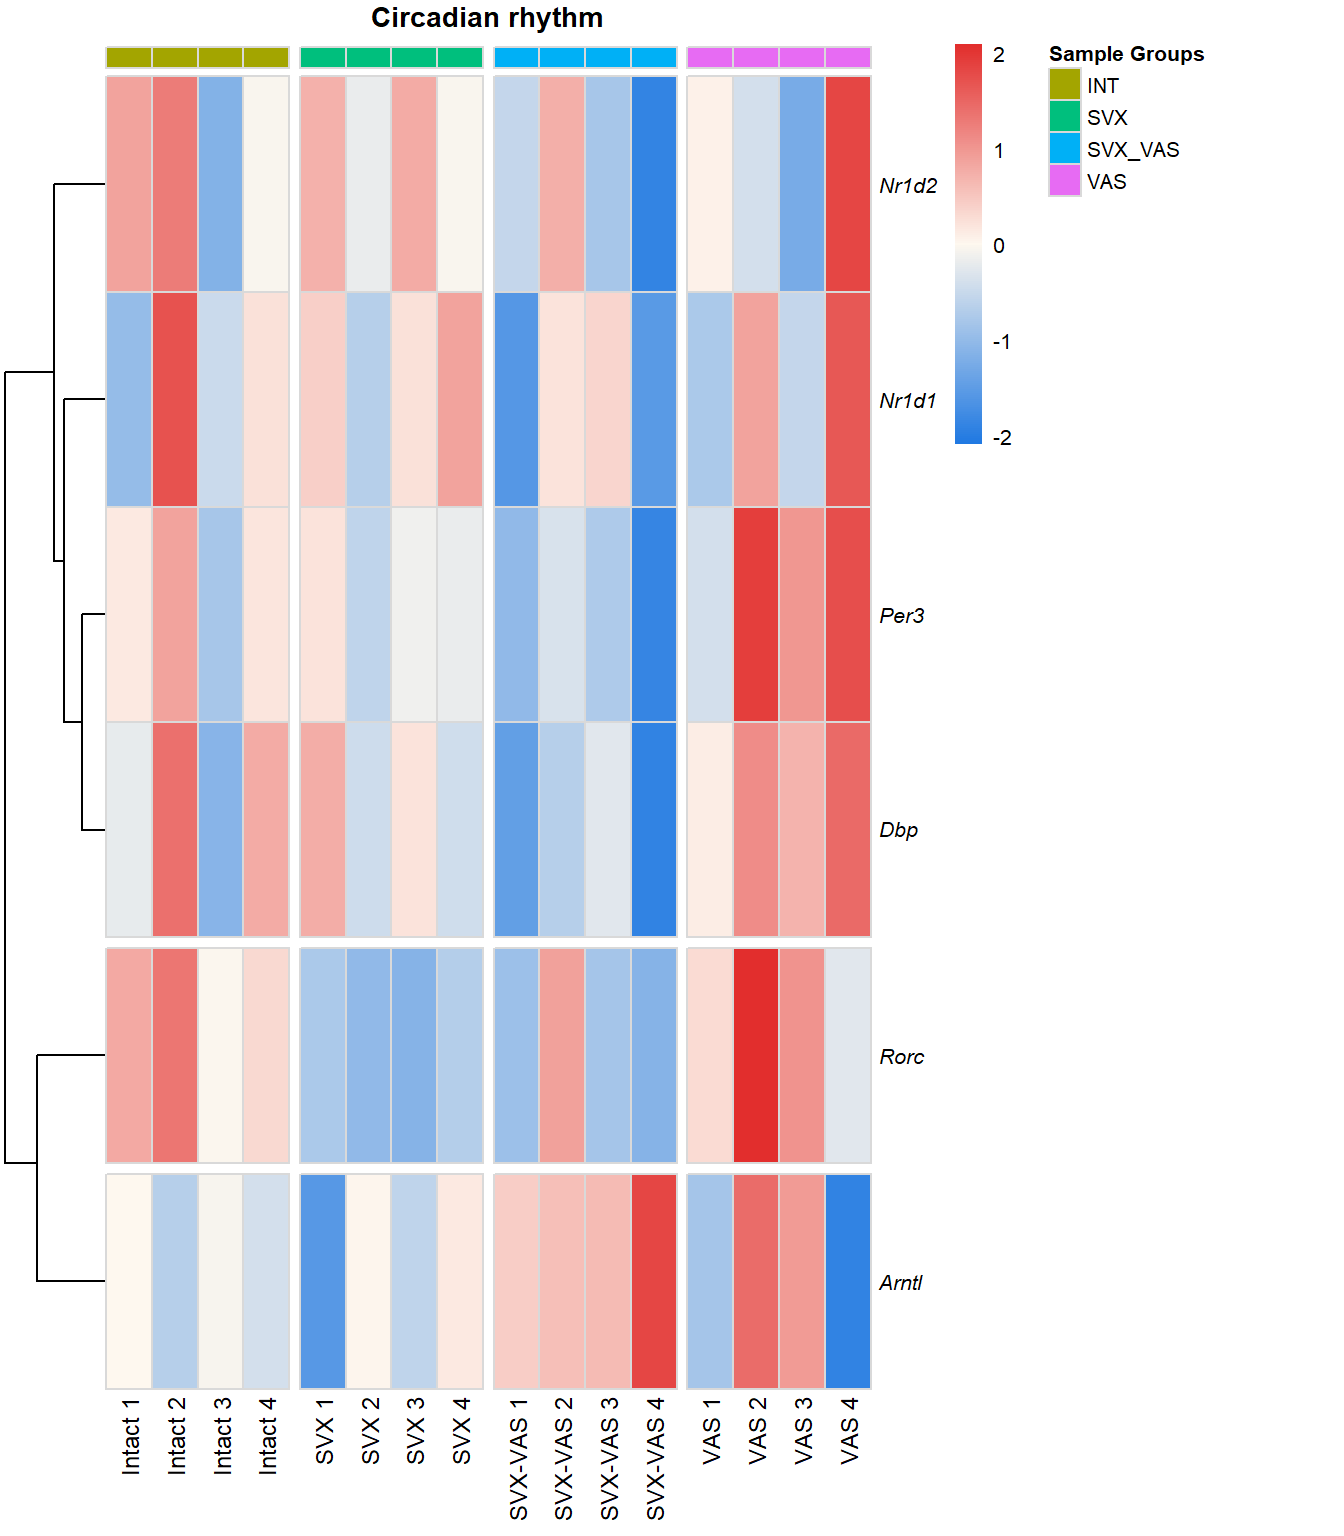 Circadian rhythm
Sample Groups
INT
SVX
SVX_VAS
VAS
2
1
0
-1
-2
Nr1d2
Nr1d1
Per3
Dbp
Rorc
Arntl
Intact 1
Intact 2
Intact 3
Intact 4
SVX 1
SVX 2
SVX 3
SVX 4
SVX-VAS 1
SVX-VAS 2
SVX-VAS 3
SVX-VAS 4
VAS 1
VAS 2
VAS 3
VAS 4